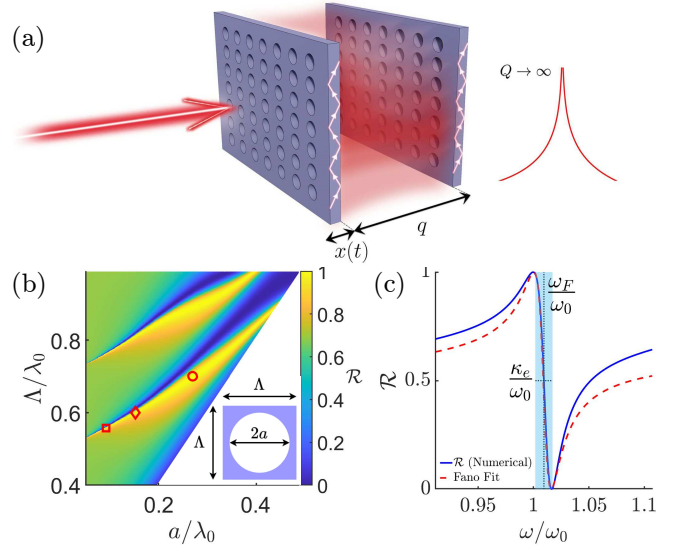 (a)
Q → ∞
x(t)
q
(b)
1
0.8
0.6
0.4
0.2
0
R
Λ/λ₀
0.8
0.6
0.4
0.2
0.4
a/λ₀
Λ
Λ
2a
(c)
R
1
0.5
0
ω_F/ω₀
κ_e/ω₀
R (Numerical)
Fano Fit
0.95
1
1.05
1.1
ω/ω₀